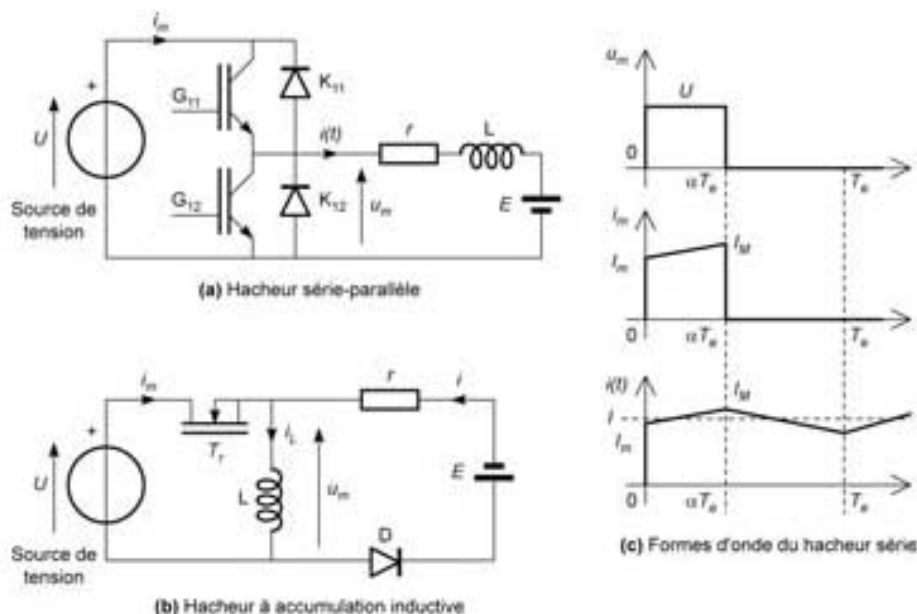 i_m
+
U
Source de
tension
G_11
K_11
i(t)
r
L
G_12
K_12
u_m
E
(a) Hacheur série-parallèle
i_m
r
i
+
T_r
i_L
U
L
u_m
E
Source de
tension
D
(b) Hacheur à accumulation inductive
u_m
U
0
αT_e
T_e
i_m
I_M
I_m
0
αT_e
T_e
i(t)
I_M
i
I_m
0
αT_e
T_e
(c) Formes d'onde du hacheur série